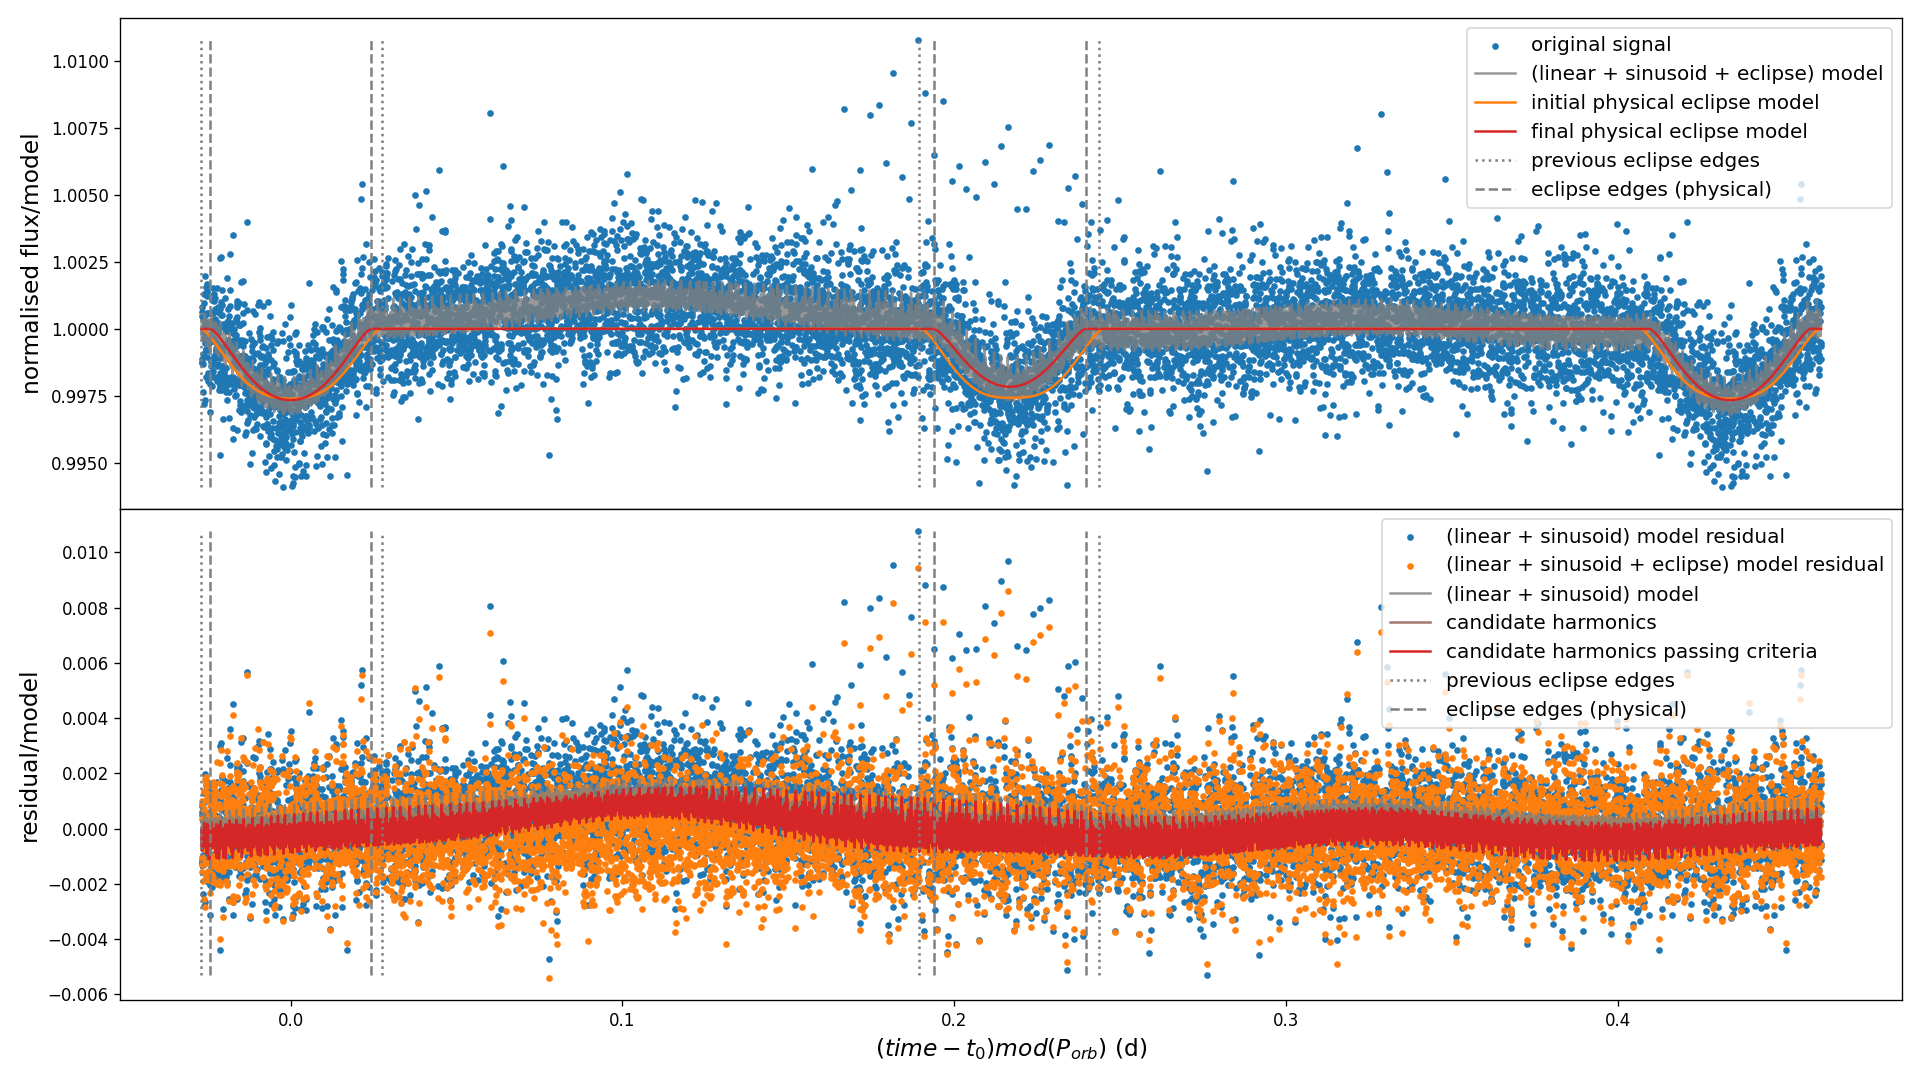 original signal
(linear + sinusoid + eclipse) model
initial physical eclipse model
final physical eclipse model
previous eclipse edges
eclipse edges (physical)
normalised flux/model
1.0100
1.0075
1.0050
1.0025
1.0000
0.9975
0.9950
(linear + sinusoid) model residual
(linear + sinusoid + eclipse) model residual
(linear + sinusoid) model
candidate harmonics
candidate harmonics passing criteria
previous eclipse edges
eclipse edges (physical)
residual/model
0.010
0.008
0.006
0.004
0.002
0.000
−0.002
−0.004
−0.006
0.0 0.1 0.2 0.3 0.4
(time − t₀)mod(Pₒᵣb) (d)